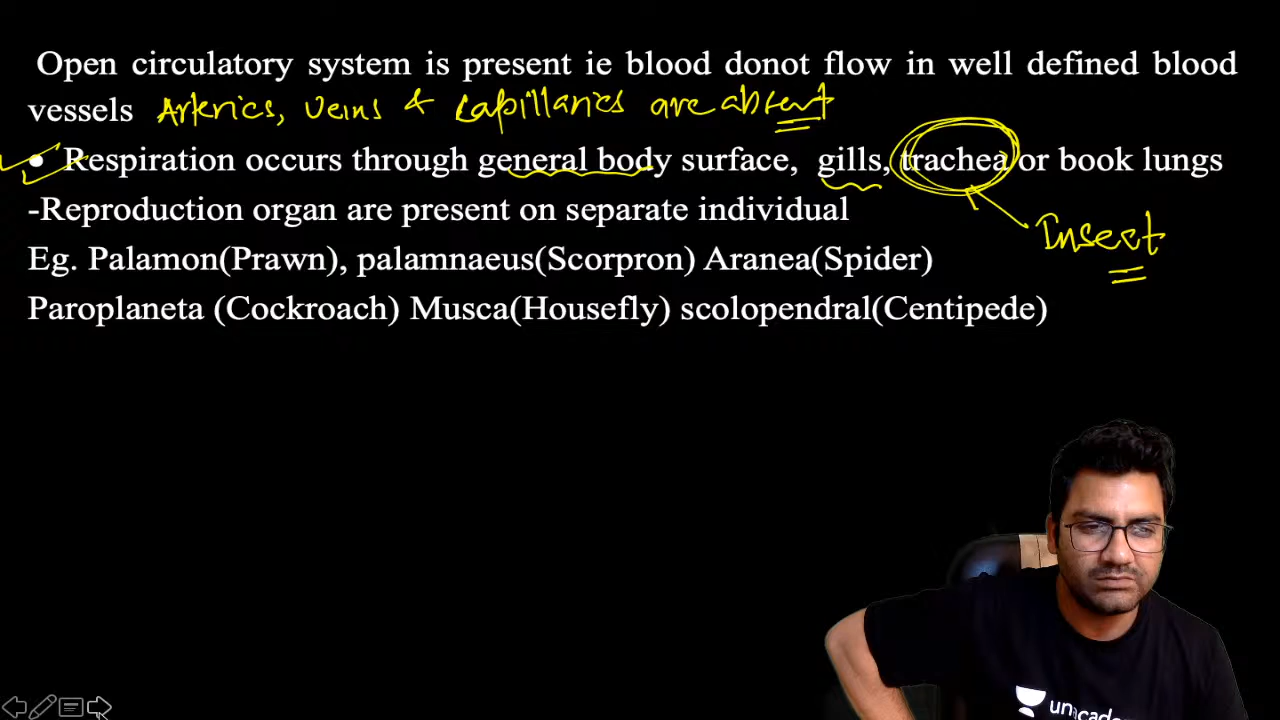 Open circulatory system is present ie blood donot flow in well defined blood
vessels Arteries, veins & capillaries are absent
• Respiration occurs through general body surface, gills, trachea or book lungs
Insect
-Reproduction organ are present on separate individual
Eg. Palamon(Prawn), palamnaeus(Scorpron) Aranea(Spider)
Paroplaneta (Cockroach) Musca(Housefly) scolopendral(Centipede)